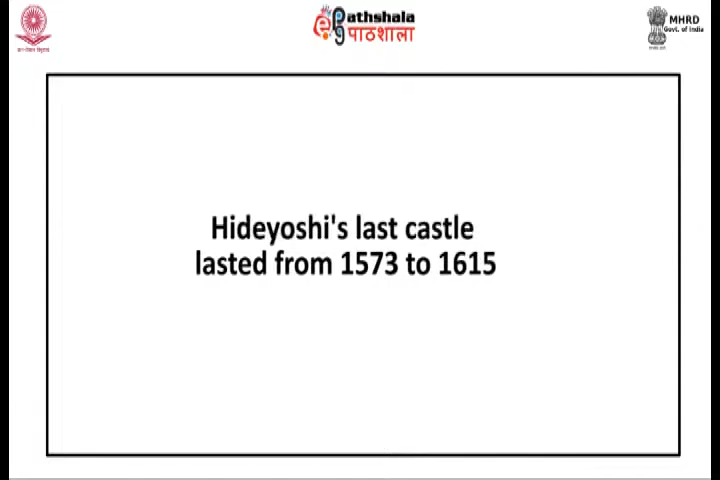 ePathshala
पाठशाला
MHRD
Govt. of India
Hideyoshi's last castle
lasted from 1573 to 1615